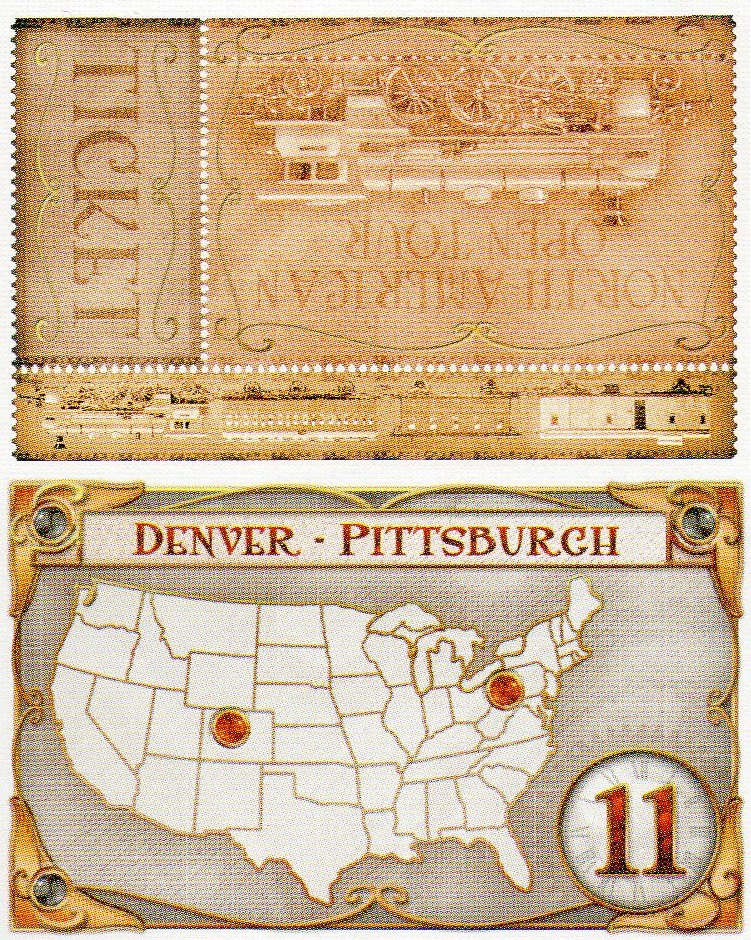 TICKET
NORTH AMERICAN
OPEN TOUR
DENVER - PITTSBURGH
11